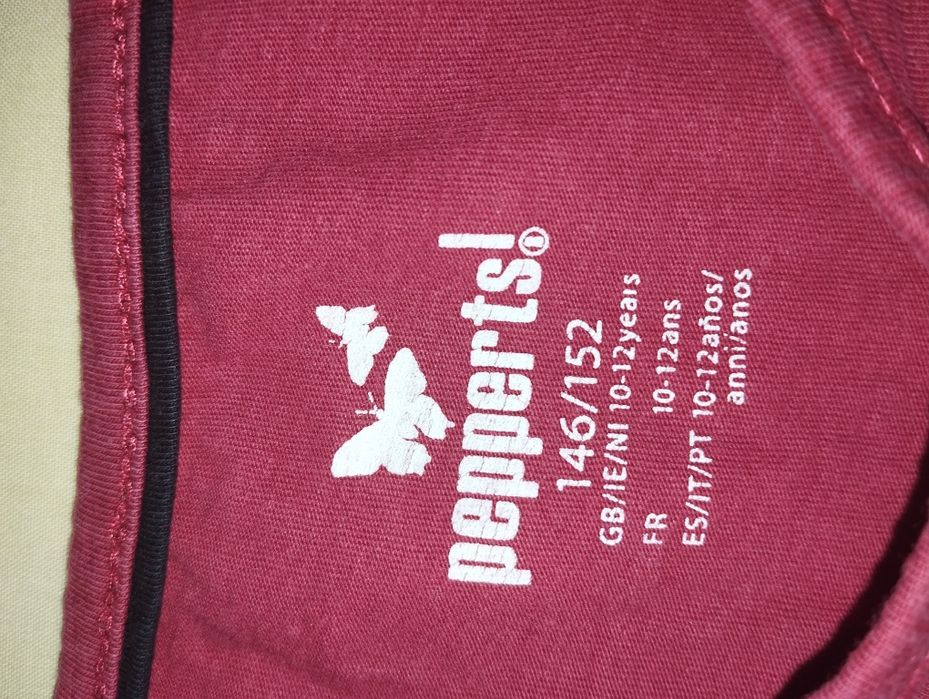 pepperts!®
146/152
GB/IE/NI 10-12years
FR 10-12ans
ES/IT/PT 10-12años/
anni/anos